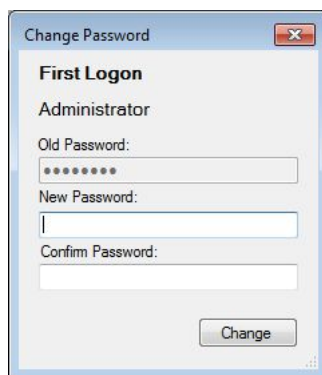 Change Password
First Logon
Administrator
Old Password:
New Password:
Confirm Password:
Change